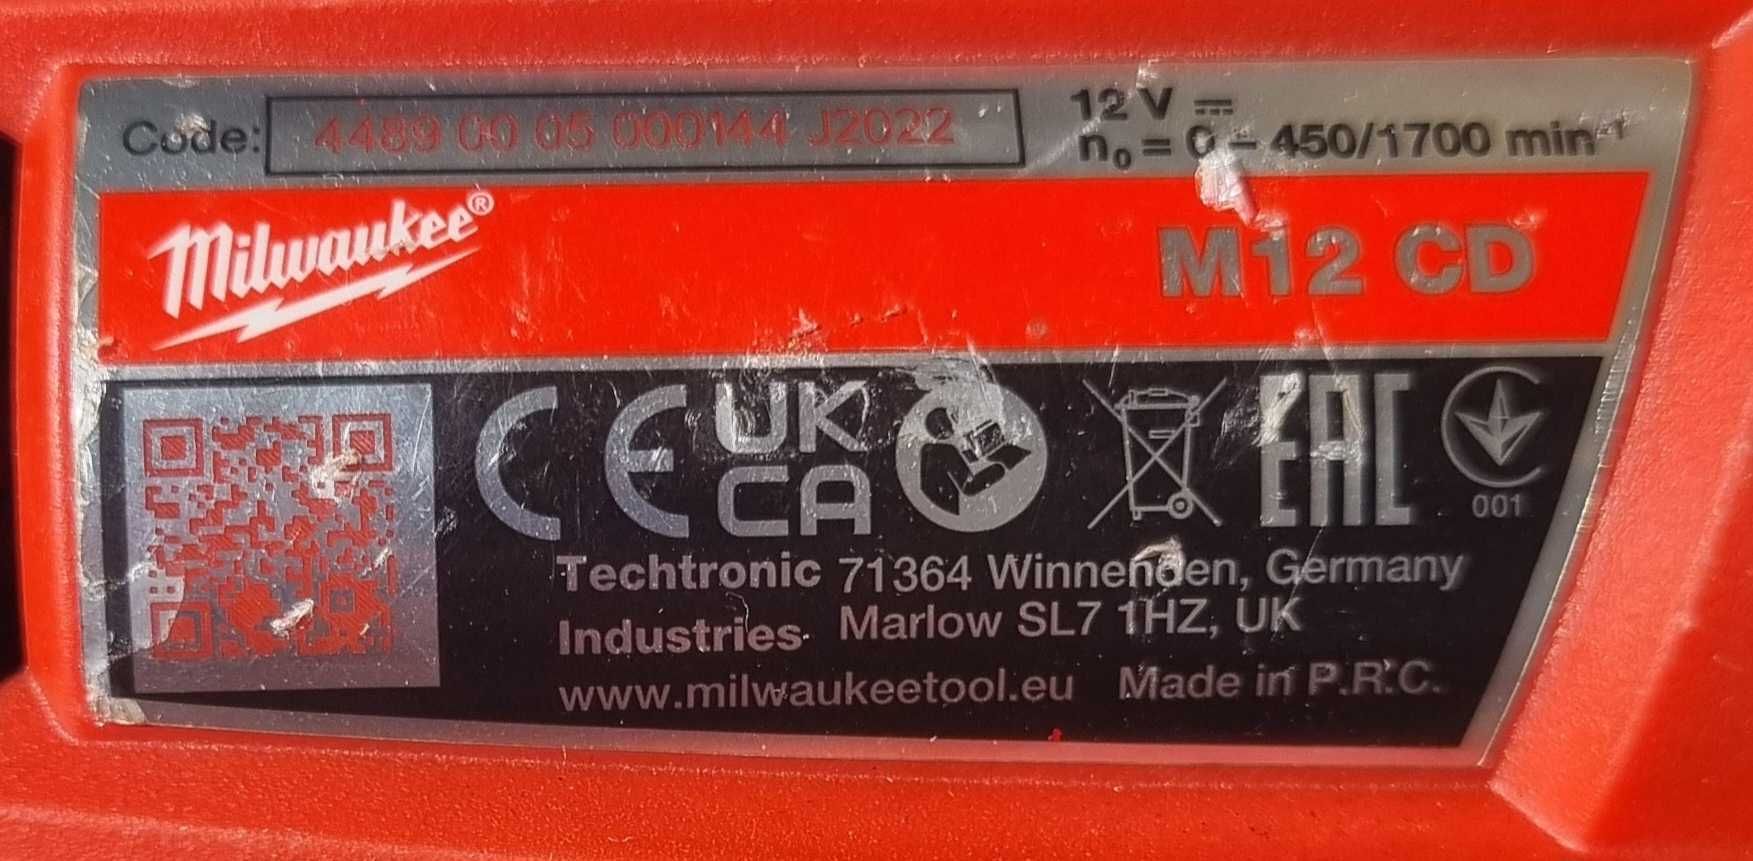 Code: 4489 00 05 000144 J2022
12 V ⎓
n₀ = 0 - 450/1700 min⁻¹
Milwaukee®
M12 CD
CE UK CA EAC
001
Techtronic Industries
71364 Winnenden, Germany
Marlow SL7 1HZ, UK
www.milwaukeetool.eu Made in P.R.C.